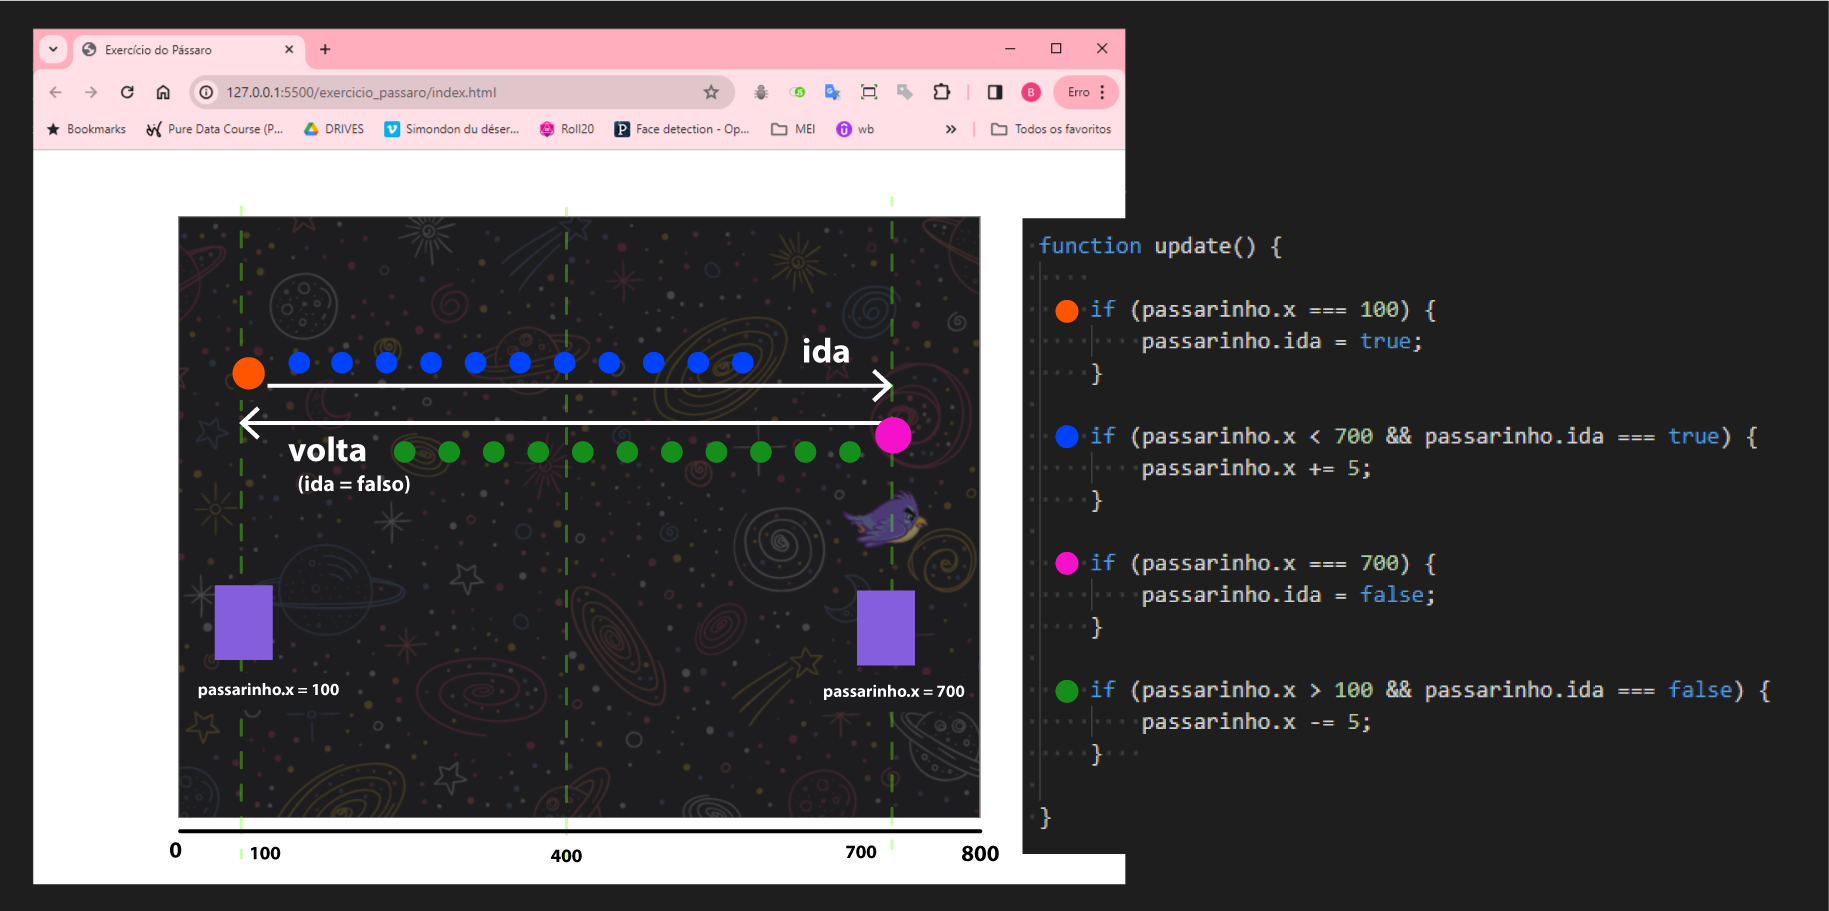 Exercício do Pássaro
127.0.0.1:5500/exercicio_passaro/index.html
B
Erro
Bookmarks
Pure Data Course (P...
DRIVES
Simondon du déser...
Roll20
Face detection - Op...
MEI
wb
»
Todos os favoritos
ida
volta
(ida = falso)
passarinho.x = 100
passarinho.x = 700
0
100
400
700
800
function update() {
if (passarinho.x === 100) {
passarinho.ida = true;
}
if (passarinho.x < 700 && passarinho.ida === true) {
passarinho.x += 5;
}
if (passarinho.x === 700) {
passarinho.ida = false;
}
if (passarinho.x > 100 && passarinho.ida === false) {
passarinho.x -= 5;
}
}